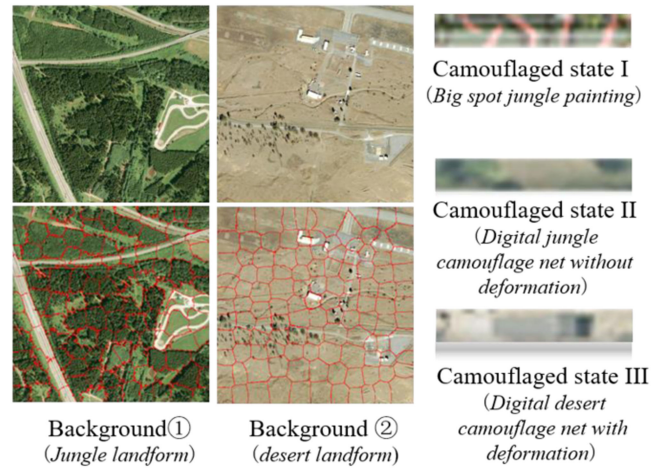 Camouflaged state I
(Big spot jungle painting)
Camouflaged state II
(Digital jungle
camouflage net without
deformation)
Camouflaged state III
(Digital desert
camouflage net with
deformation)
Background①
(Jungle landform)
Background ②
(desert landform)